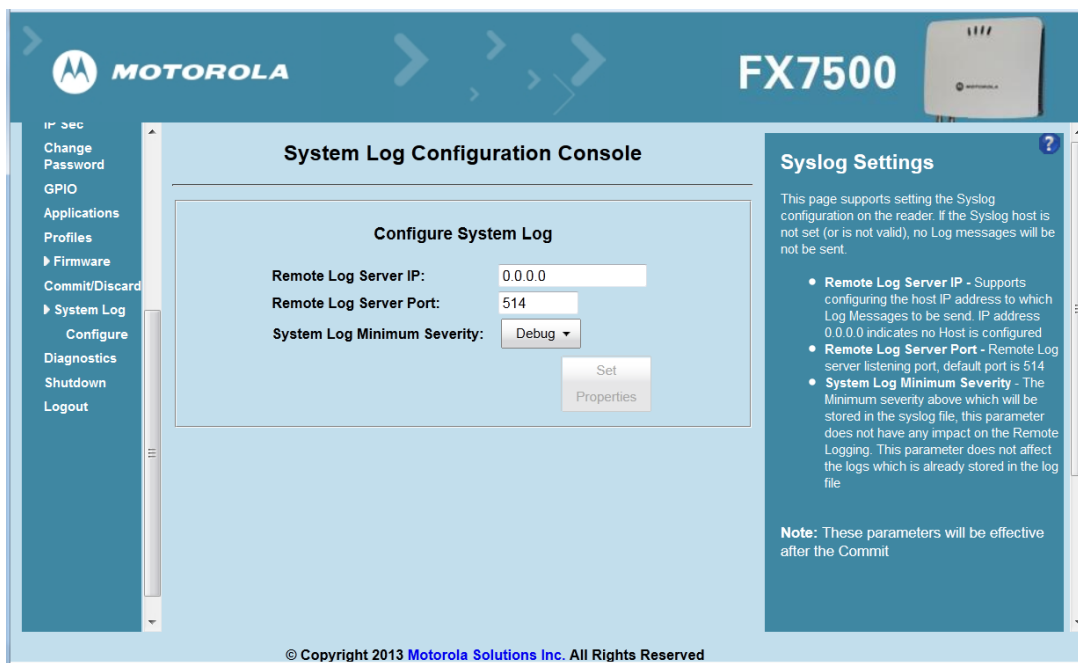 MOTOROLA
FX7500
MOTOROLA
IP Sec
Change
Password
GPIO
Applications
Profiles
Firmware
Commit/Discard
System Log
Configure
Diagnostics
Shutdown
Logout
System Log Configuration Console
Configure System Log
Remote Log Server IP: 0.0.0.0
Remote Log Server Port: 514
System Log Minimum Severity: Debug
Set
Properties
?
Syslog Settings
This page supports setting the Syslog
configuration on the reader. If the Syslog host is
not set (or is not valid), no Log messages will be
not be sent.
Remote Log Server IP - Supports
configuring the host IP address to which
Log Messages to be send. IP address
0.0.0.0 indicates no Host is configured
Remote Log Server Port - Remote Log
server listening port, default port is 514
System Log Minimum Severity - The
Minimum severity above which will be
stored in the syslog file, this parameter
does not have any impact on the Remote
Logging. This parameter does not affect
the logs which is already stored in the log
file
Note: These parameters will be effective
after the Commit
© Copyright 2013 Motorola Solutions Inc. All Rights Reserved